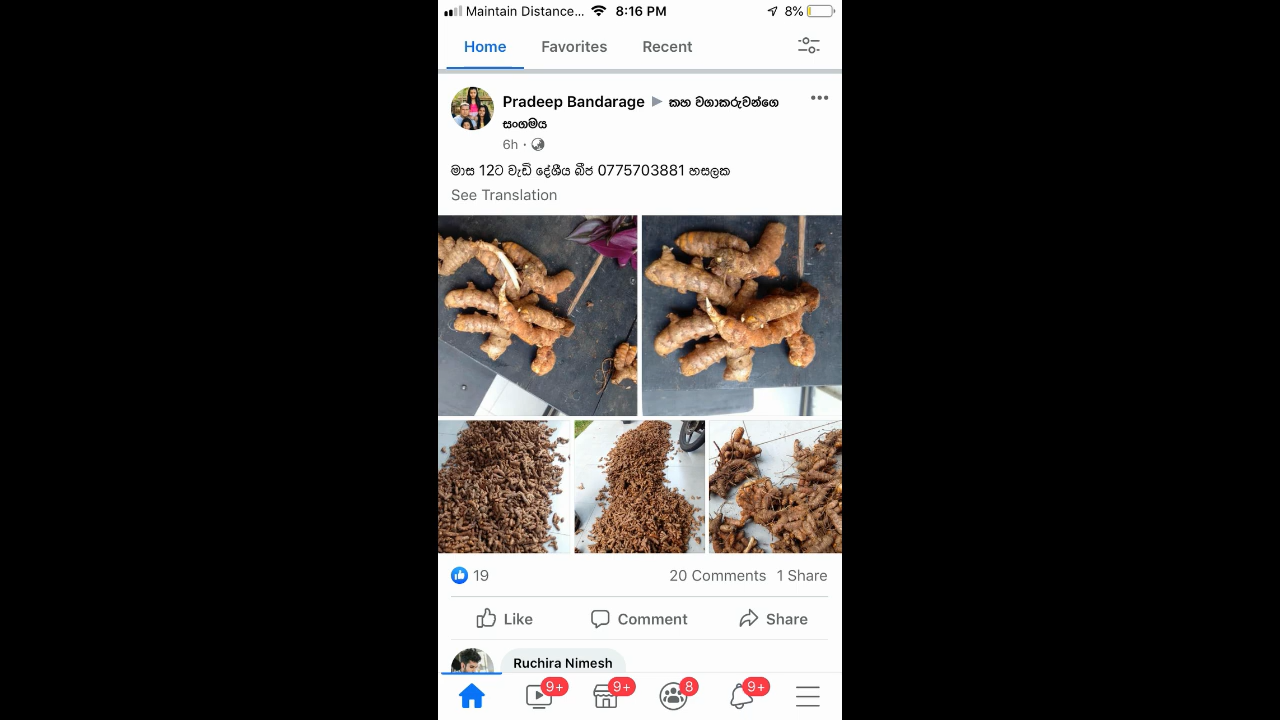 Maintain Distance... 8:16 PM 8%
Home Favorites Recent
Pradeep Bandarage ▶ කහ වගාකරුවන්ගෙ
සංගමය
6h ·
මාස 12ට වැඩි දේශීය බීජ 0775703881 හසලක
See Translation
19 20 Comments 1 Share
Like Comment Share
Ruchira Nimesh
9+ 9+ 8 9+